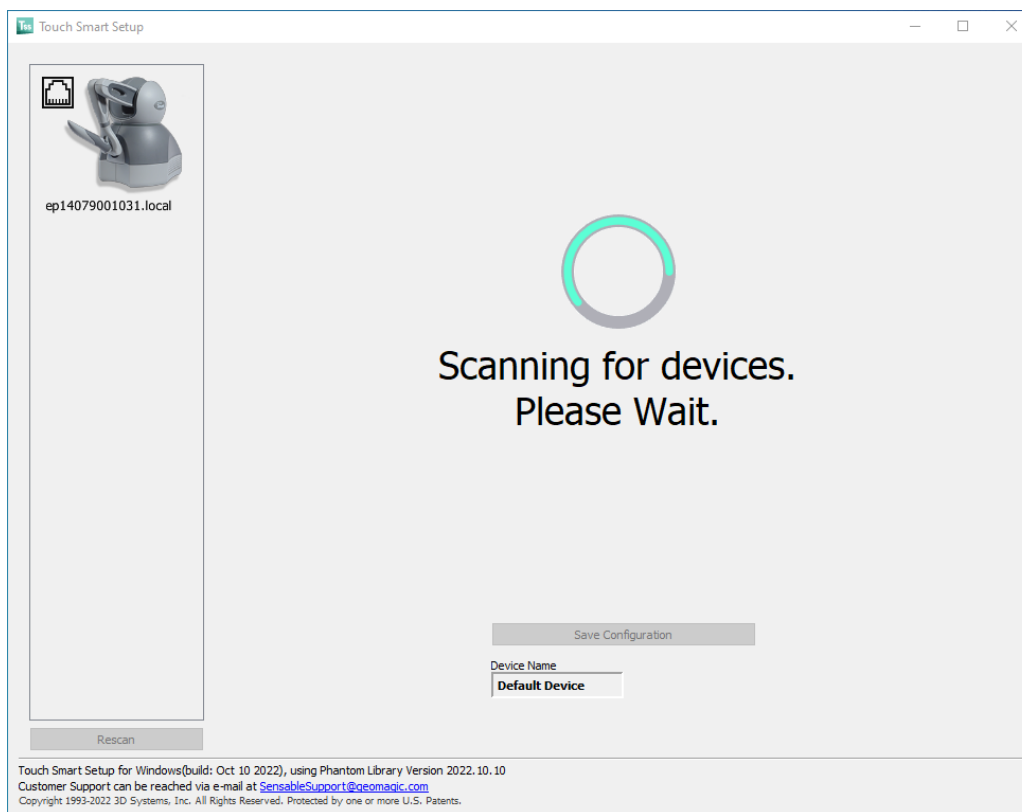 Tss Touch Smart Setup
ep14079001031.local
Scanning for devices.
Please Wait.
Save Configuration
Device Name
Default Device
Rescan
Touch Smart Setup for Windows(build: Oct 10 2022), using Phantom Library Version 2022.10.10
Customer Support can be reached via e-mail at SensableSupport@geomagic.com
Copyright 1993-2022 3D Systems, Inc. All Rights Reserved. Protected by one or more U.S. Patents.